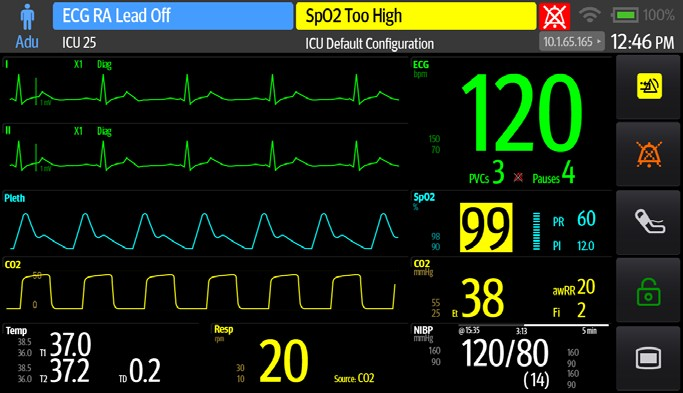 ECG RA Lead Off
SpO2 Too High
100%
Adu
ICU 25
ICU Default Configuration
10.1.65.165
12:46 PM
I X1 Diag
1 mV
ECG
bpm
120
150
70
PVCs 3
Pauses 4
II X1 Diag
1 mV
Pleth
SpO2
%
99
98
90
PR 60
PI 12.0
CO2
50
0
CO2
mmHg
55
25
Et 38
awRR 20
Fi 2
Temp
38.5
36.0
T1 37.0
38.5
36.0
T2 37.2
TD 0.2
Resp
rpm
30
10
20
Source: CO2
NIBP
mmHg
@ 15:35
3:13
5 min
160
90
120/80
(14)
160
90
160
90